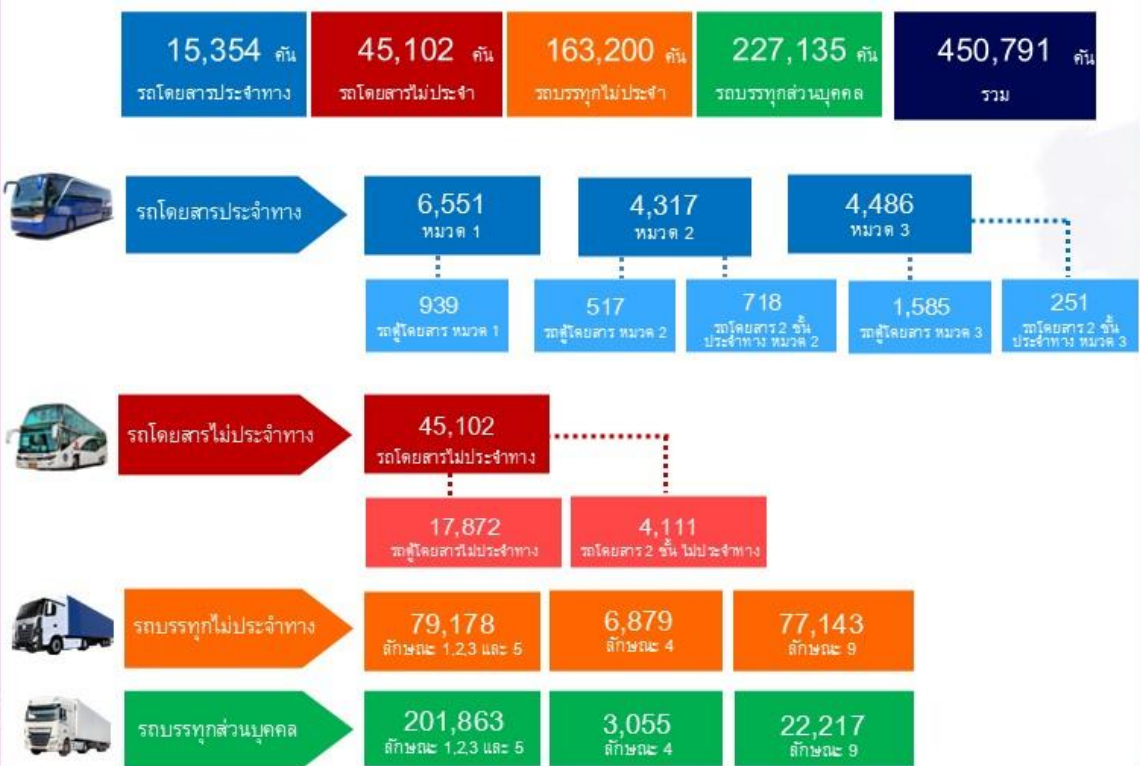 15,354 คัน
รถโดยสารประจำทาง
45,102 คัน
รถโดยสารไม่ประจำ
163,200 คัน
รถบรรทุกไม่ประจำ
227,135 คัน
รถบรรทุกส่วนบุคคล
450,791 คัน
รวม
รถโดยสารประจำทาง
6,551
หมวด 1
4,317
หมวด 2
4,486
หมวด 3
939
รถตู้โดยสาร หมวด 1
517
รถตู้โดยสาร หมวด 2
718
รถโดยสาร 2 ชั้น
ประจำทาง หมวด 2
1,585
รถตู้โดยสาร หมวด 3
251
รถโดยสาร 2 ชั้น
ประจำทาง หมวด 3
รถโดยสารไม่ประจำทาง
45,102
รถโดยสารไม่ประจำทาง
17,872
รถตู้โดยสารไม่ประจำทาง
4,111
รถโดยสาร 2 ชั้น ไม่ประจำทาง
รถบรรทุกไม่ประจำทาง
79,178
ลักษณะ 1,2,3 และ 5
6,879
ลักษณะ 4
77,143
ลักษณะ 9
รถบรรทุกส่วนบุคคล
201,863
ลักษณะ 1,2,3 และ 5
3,055
ลักษณะ 4
22,217
ลักษณะ 9